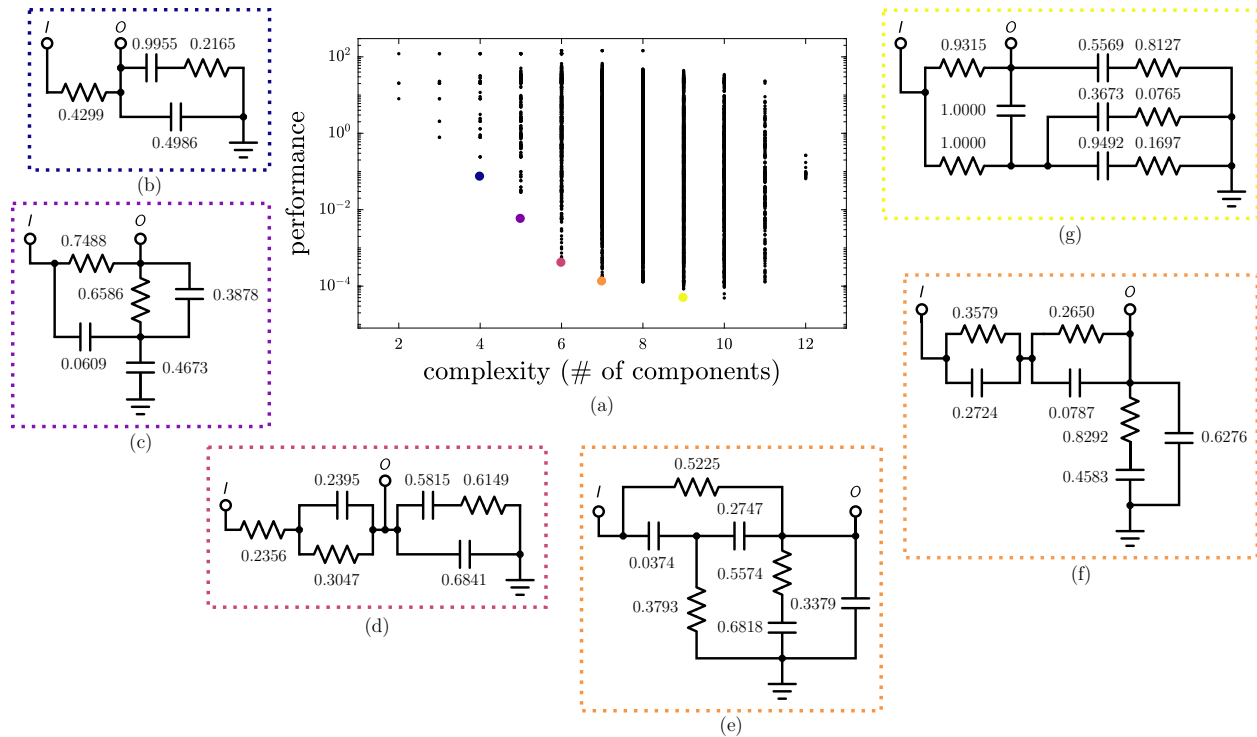 I O
0.9955 0.2165
0.4299
0.4986
(b)
I O
0.7488
0.6586 0.3878
0.0609 0.4673
(c)
performance
10^2
10^0
10^−2
10^−4
2 4 6 8 10 12
complexity (# of components)
(a)
I O
0.9315 0.5569 0.8127
1.0000 0.3673 0.0765
1.0000 0.9492 0.1697
(g)
I O
0.3579 0.2650
0.2724 0.0787
0.8292 0.6276
0.4583
(f)
I O
0.2395 0.5815 0.6149
0.2356 0.3047 0.6841
(d)
I O
0.5225
0.2747
0.0374
0.5574
0.3793 0.3379
0.6818
(e)